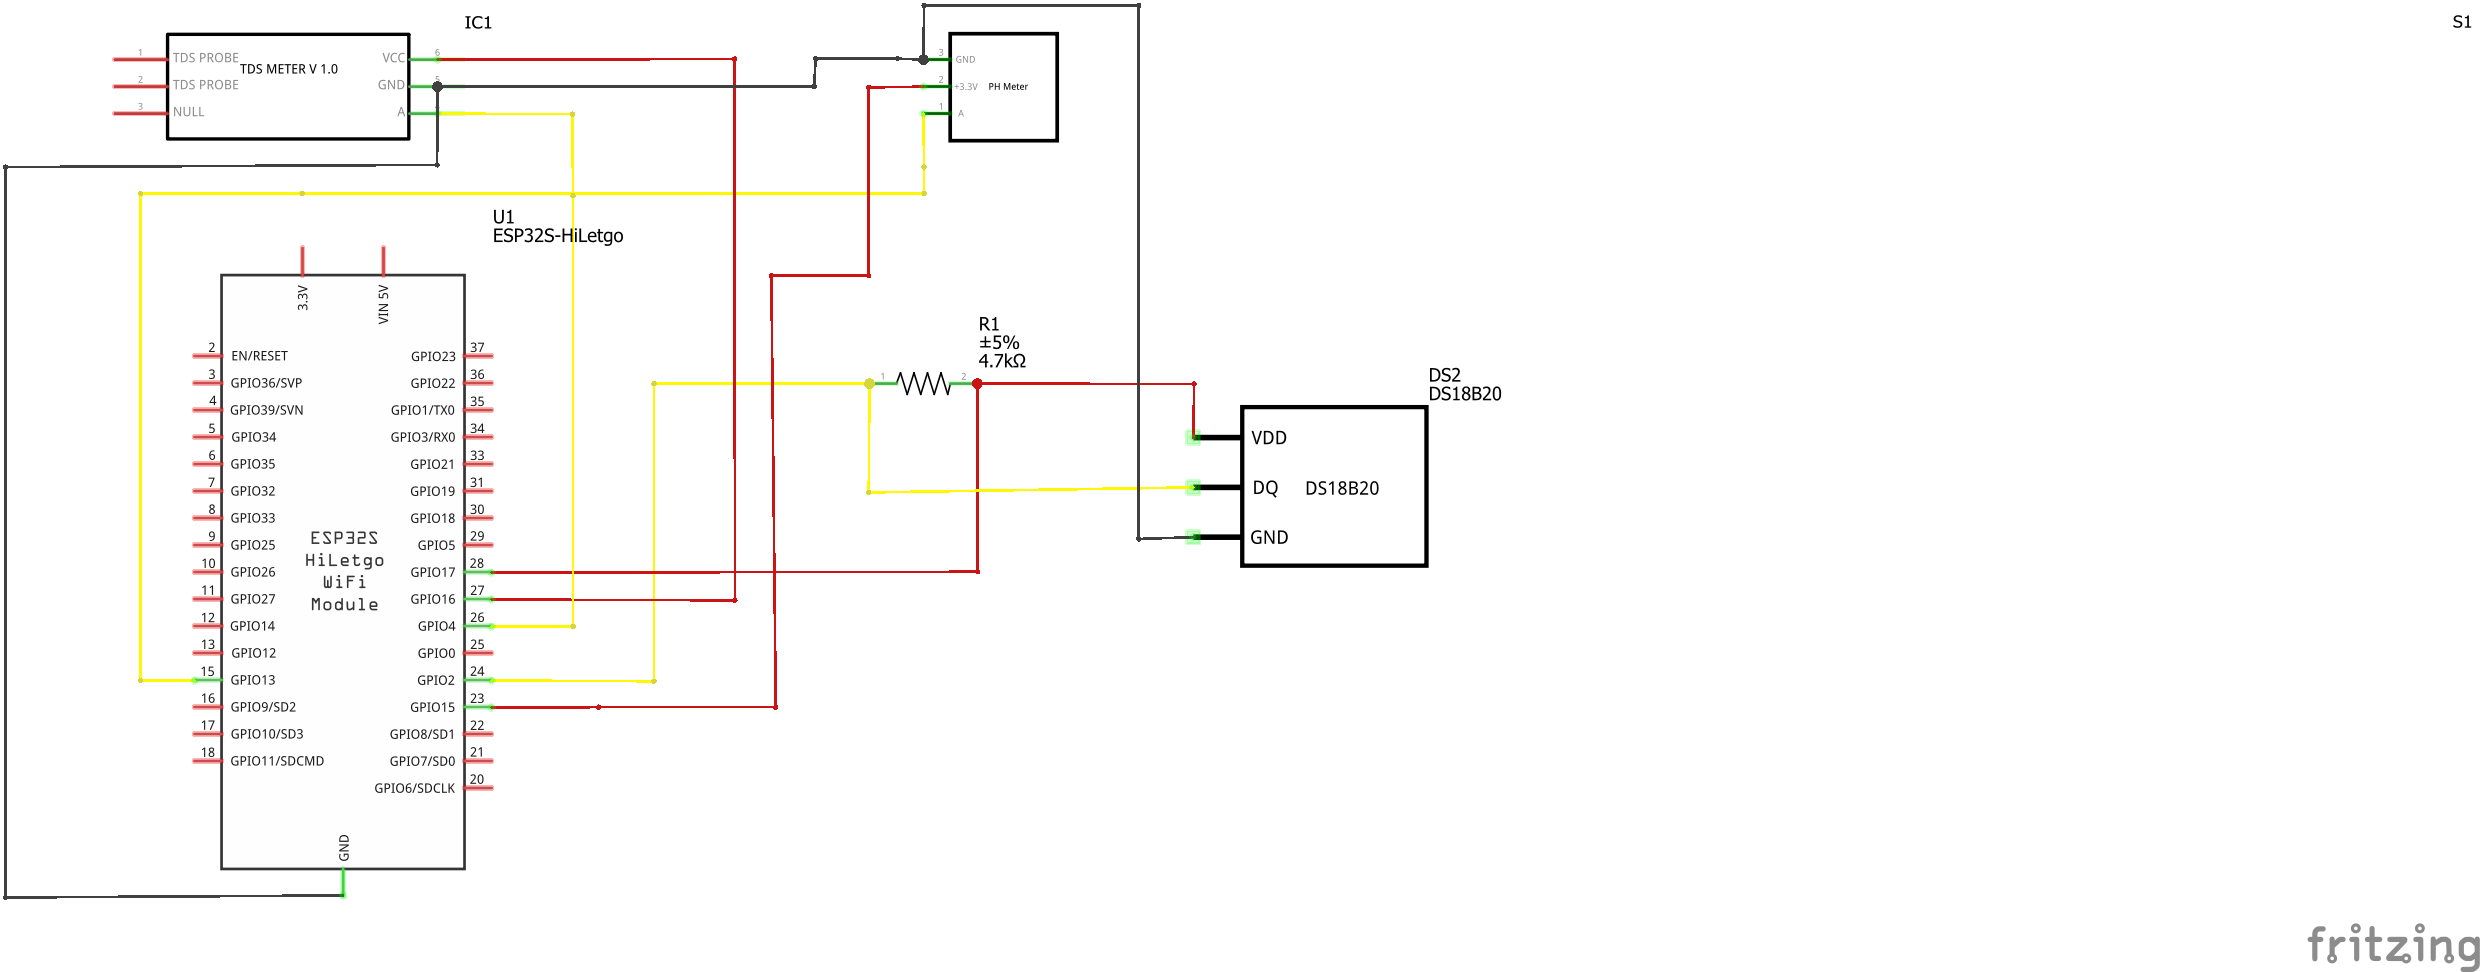 IC1
S1
1 TDS PROBE
2 TDS PROBE
3 NULL
TDS METER V 1.0
VCC 6
GND 5
A
3 GND
2 +3.3V
1 A
PH Meter
U1
ESP32S-HiLetgo
3.3V
VIN 5V
2 EN/RESET
3 GPIO36/SVP
4 GPIO39/SVN
5 GPIO34
6 GPIO35
7 GPIO32
8 GPIO33
9 GPIO25
10 GPIO26
11 GPIO27
12 GPIO14
13 GPIO12
15 GPIO13
16 GPIO9/SD2
17 GPIO10/SD3
18 GPIO11/SDCMD
ESP32S
HiLetgo
WiFi
Module
GPIO23 37
GPIO22 36
GPIO1/TX0 35
GPIO3/RX0 34
GPIO21 33
GPIO19 31
GPIO18 30
GPIO5 29
GPIO17 28
GPIO16 27
GPIO4 26
GPIO0 25
GPIO2 24
GPIO15 23
GPIO8/SD1 22
GPIO7/SD0 21
GPIO6/SDCLK 20
GND
R1
±5%
4.7kΩ
1 2
DS2
DS18B20
VDD
DQ
GND
DS18B20
fritzing